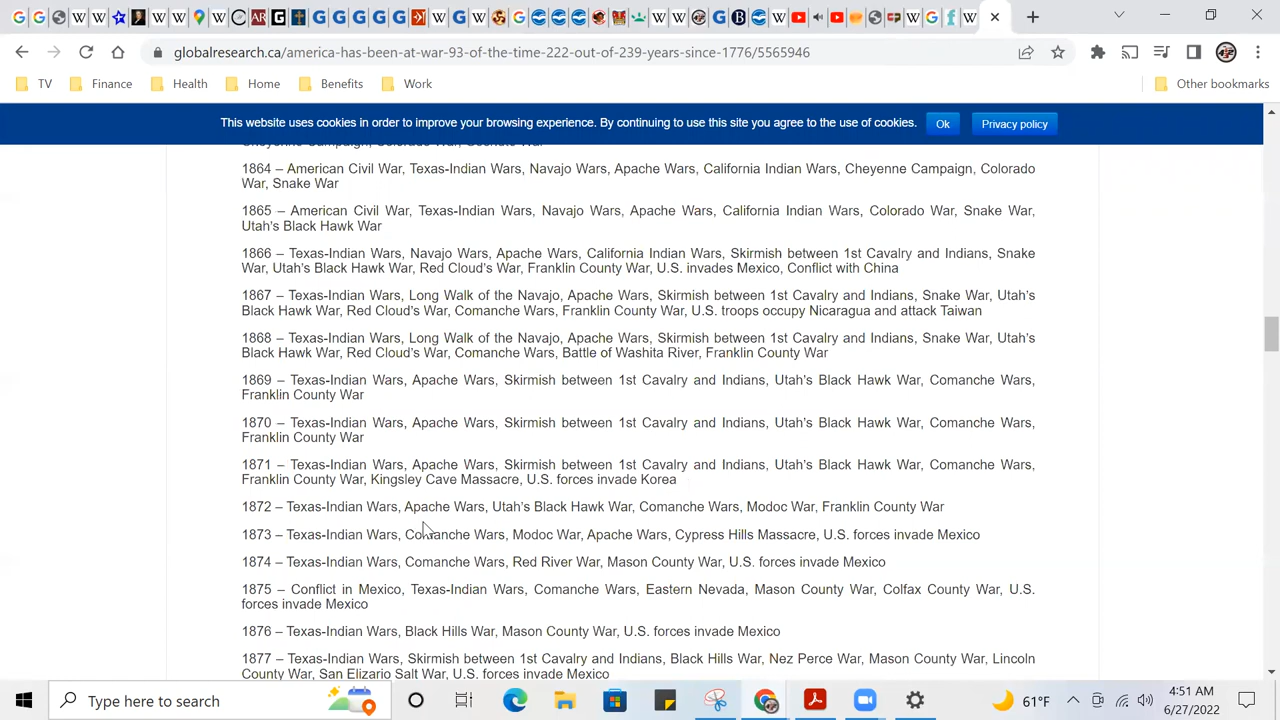 globalresearch.ca/america-has-been-at-war-93-of-the-time-222-out-of-239-years-since-1776/5565946
TV Finance Health Home Benefits Work Other bookmarks
This website uses cookies in order to improve your browsing experience. By continuing to use this site you agree to the use of cookies. Ok Privacy policy
1864 – American Civil War, Texas-Indian Wars, Navajo Wars, Apache Wars, California Indian Wars, Cheyenne Campaign, Colorado
War, Snake War
1865 – American Civil War, Texas-Indian Wars, Navajo Wars, Apache Wars, California Indian Wars, Colorado War, Snake War,
Utah's Black Hawk War
1866 – Texas-Indian Wars, Navajo Wars, Apache Wars, California Indian Wars, Skirmish between 1st Cavalry and Indians, Snake
War, Utah's Black Hawk War, Red Cloud's War, Franklin County War, U.S. invades Mexico, Conflict with China
1867 – Texas-Indian Wars, Long Walk of the Navajo, Apache Wars, Skirmish between 1st Cavalry and Indians, Snake War, Utah's
Black Hawk War, Red Cloud's War, Comanche Wars, Franklin County War, U.S. troops occupy Nicaragua and attack Taiwan
1868 – Texas-Indian Wars, Long Walk of the Navajo, Apache Wars, Skirmish between 1st Cavalry and Indians, Snake War, Utah's
Black Hawk War, Red Cloud's War, Comanche Wars, Battle of Washita River, Franklin County War
1869 – Texas-Indian Wars, Apache Wars, Skirmish between 1st Cavalry and Indians, Utah's Black Hawk War, Comanche Wars,
Franklin County War
1870 – Texas-Indian Wars, Apache Wars, Skirmish between 1st Cavalry and Indians, Utah's Black Hawk War, Comanche Wars,
Franklin County War
1871 – Texas-Indian Wars, Apache Wars, Skirmish between 1st Cavalry and Indians, Utah's Black Hawk War, Comanche Wars,
Franklin County War, Kingsley Cave Massacre, U.S. forces invade Korea
1872 – Texas-Indian Wars, Apache Wars, Utah's Black Hawk War, Comanche Wars, Modoc War, Franklin County War
1873 – Texas-Indian Wars, Comanche Wars, Modoc War, Apache Wars, Cypress Hills Massacre, U.S. forces invade Mexico
1874 – Texas-Indian Wars, Comanche Wars, Red River War, Mason County War, U.S. forces invade Mexico
1875 – Conflict in Mexico, Texas-Indian Wars, Comanche Wars, Eastern Nevada, Mason County War, Colfax County War, U.S.
forces invade Mexico
1876 – Texas-Indian Wars, Black Hills War, Mason County War, U.S. forces invade Mexico
1877 – Texas-Indian Wars, Skirmish between 1st Cavalry and Indians, Black Hills War, Nez Perce War, Mason County War, Lincoln
County War, San Elizario Salt War, U.S. forces invade Mexico
Type here to search
61°F
4:51 AM
6/27/2022